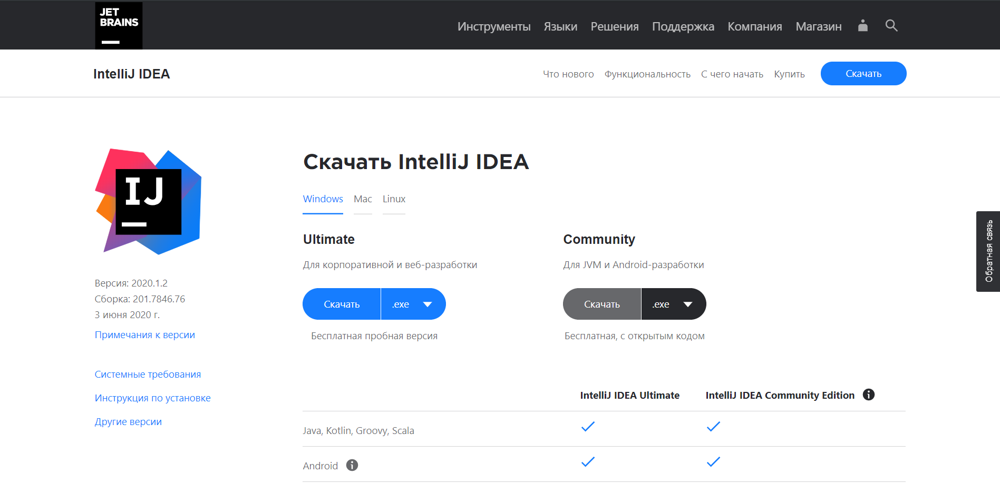 JET
BRAINS
Инструменты Языки Решения Поддержка Компания Магазин
IntelliJ IDEA
Что нового Функциональность С чего начать Купить Скачать
IJ
Версия: 2020.1.2
Сборка: 201.7846.76
3 июня 2020 г.
Примечания к версии
Системные требования
Инструкция по установке
Другие версии
Скачать IntelliJ IDEA
Windows Mac Linux
Ultimate
Для корпоративной и веб-разработки
Скачать .exe
Бесплатная пробная версия
Community
Для JVM и Android-разработки
Скачать .exe
Бесплатная, с открытым кодом
IntelliJ IDEA Ultimate IntelliJ IDEA Community Edition
Java, Kotlin, Groovy, Scala
Android
Обратная связь